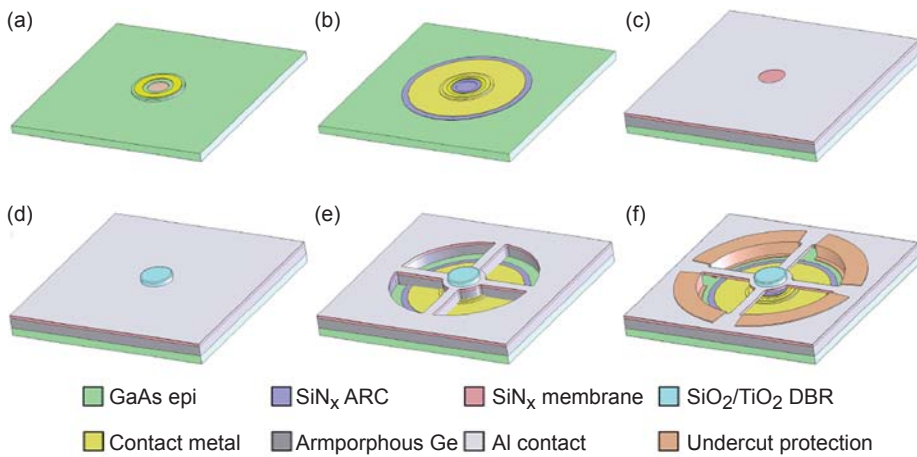 (a) (b) (c)
(d) (e) (f)
GaAs epi SiNX ARC SiNX membrane SiO2/TiO2 DBR
Contact metal Armporphous Ge Al contact Undercut protection